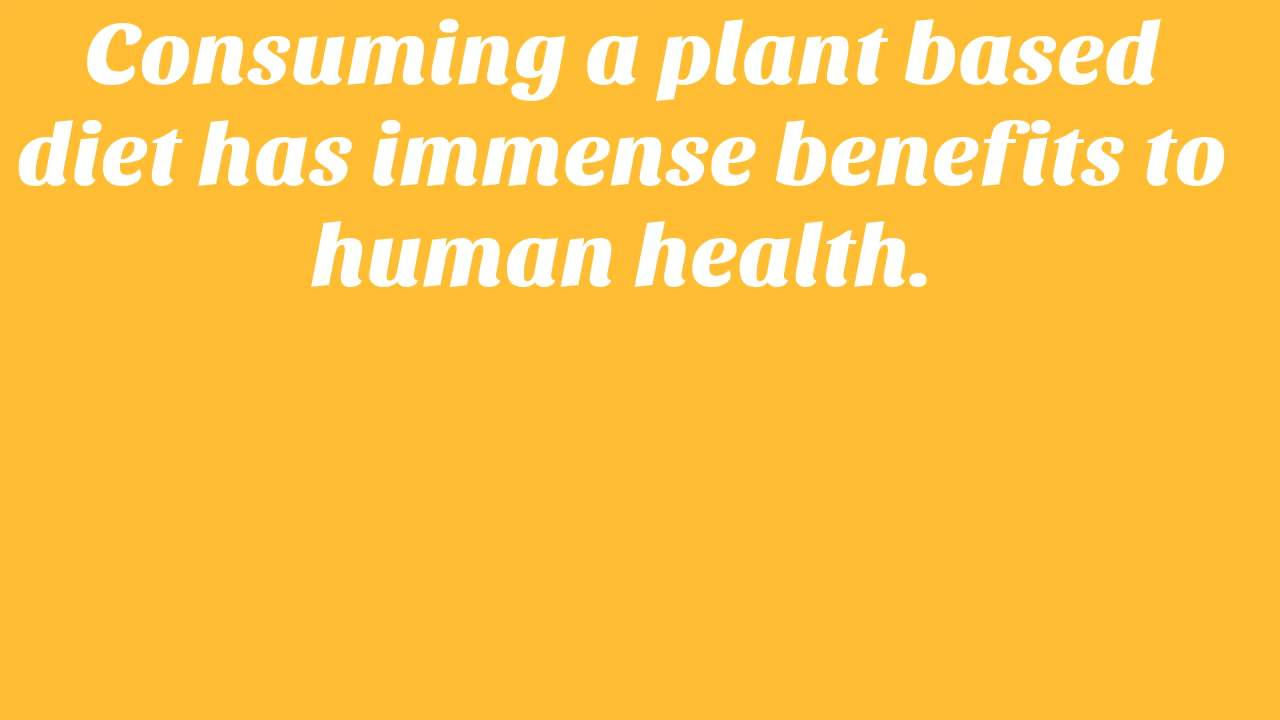 Consuming a plant based
diet has immense benefits to
human health.